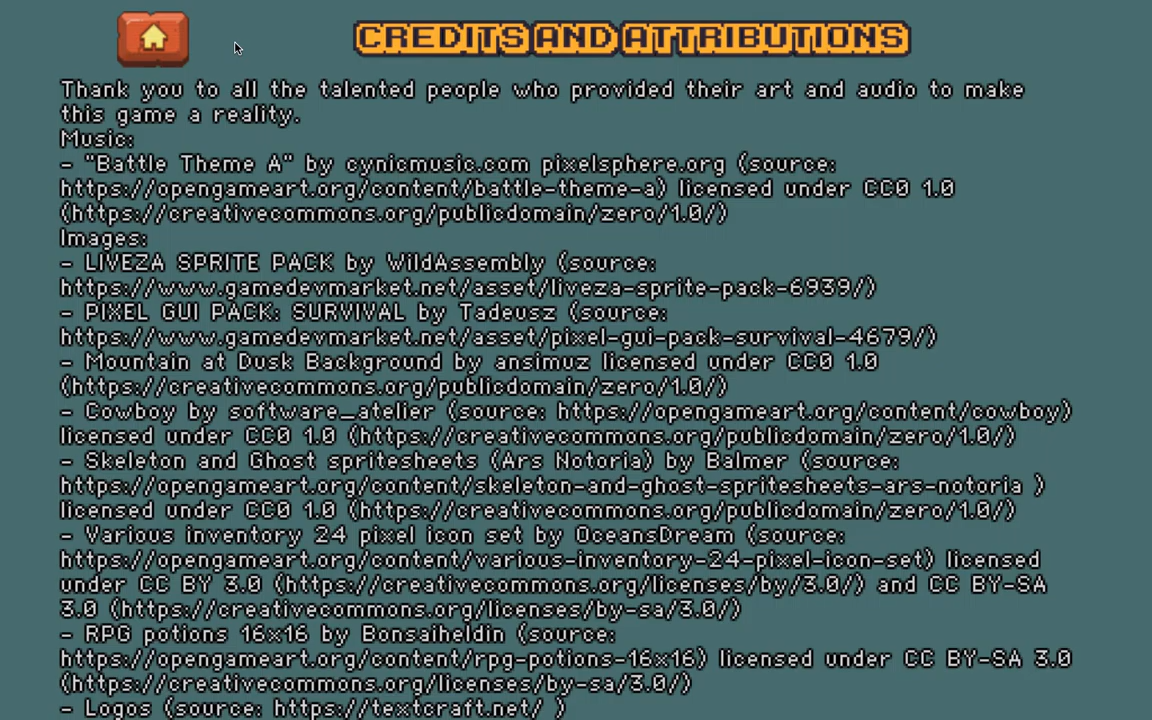 CREDITS AND ATTRIBUTIONS
Thank you to all the talented people who provided their art and audio to make
this game a reality.
Music:
- "Battle Theme A" by cynicmusic.com pixelsphere.org (source:
https://opengameart.org/content/battle-theme-a) licensed under CC0 1.0
(https://creativecommons.org/publicdomain/zero/1.0/)
Images:
- LIVEZA SPRITE PACK by WildAssembly (source:
https://www.gamedevmarket.net/asset/liveza-sprite-pack-6939/)
- PIXEL GUI PACK: SURVIVAL by Tadeusz (source:
https://www.gamedevmarket.net/asset/pixel-gui-pack-survival-4679/)
- Mountain at Dusk Background by ansimuz licensed under CC0 1.0
(https://creativecommons.org/publicdomain/zero/1.0/)
- Cowboy by software_atelier (source: https://opengameart.org/content/cowboy)
licensed under CC0 1.0 (https://creativecommons.org/publicdomain/zero/1.0/)
- Skeleton and Ghost spritesheets (Ars Notoria) by Balmer (source:
https://opengameart.org/content/skeleton-and-ghost-spritesheets-ars-notoria )
licensed under CC0 1.0 (https://creativecommons.org/publicdomain/zero/1.0/)
- Various inventory 24 pixel icon set by OceansDream (source:
https://opengameart.org/content/various-inventory-24-pixel-icon-set) licensed
under CC BY 3.0 (https://creativecommons.org/licenses/by/3.0/) and CC BY-SA
3.0 (https://creativecommons.org/licenses/by-sa/3.0/)
- RPG potions 16x16 by Bonsaiheldin (source:
https://opengameart.org/content/rpg-potions-16x16) licensed under CC BY-SA 3.0
(https://creativecommons.org/licenses/by-sa/3.0/)
- Logos (source: https://textcraft.net/ )